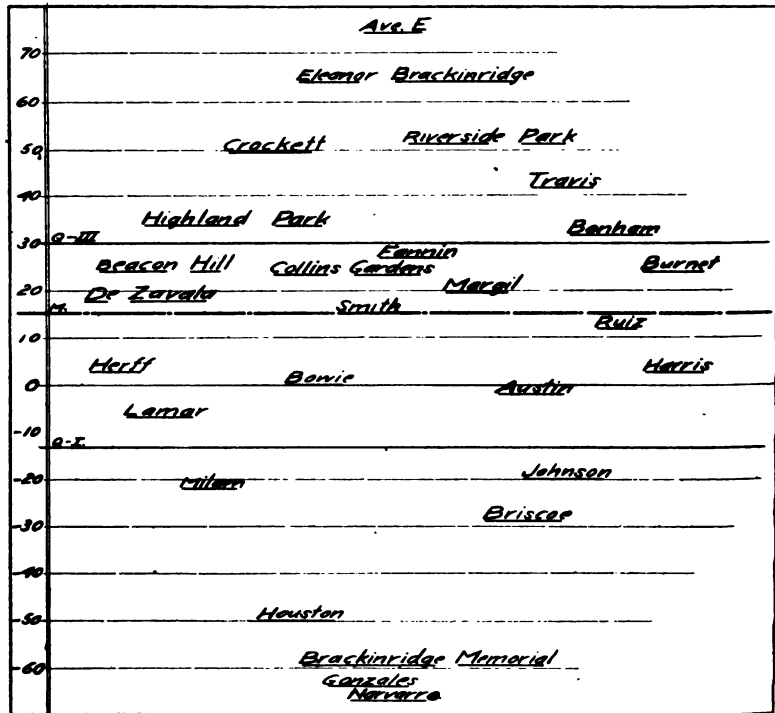 Ave. E
70
Eleanor Brackinridge
60
Crockett Riverside Park
50
Travis
40
Highland Park Bonham
Q-III
30
Fannin
Beacon Hill Collins Gardens Burnet
De Zavala Margil
20
M. Smith
Ruiz
10
Herff Bowie Harris
0 Austin
Lamar
-10
Q-I.
Johnson
-20 Milam
Briscoe
-30
-40
Houston
-50
Brackinridge Memorial
-60
Gonzales
Narvarro